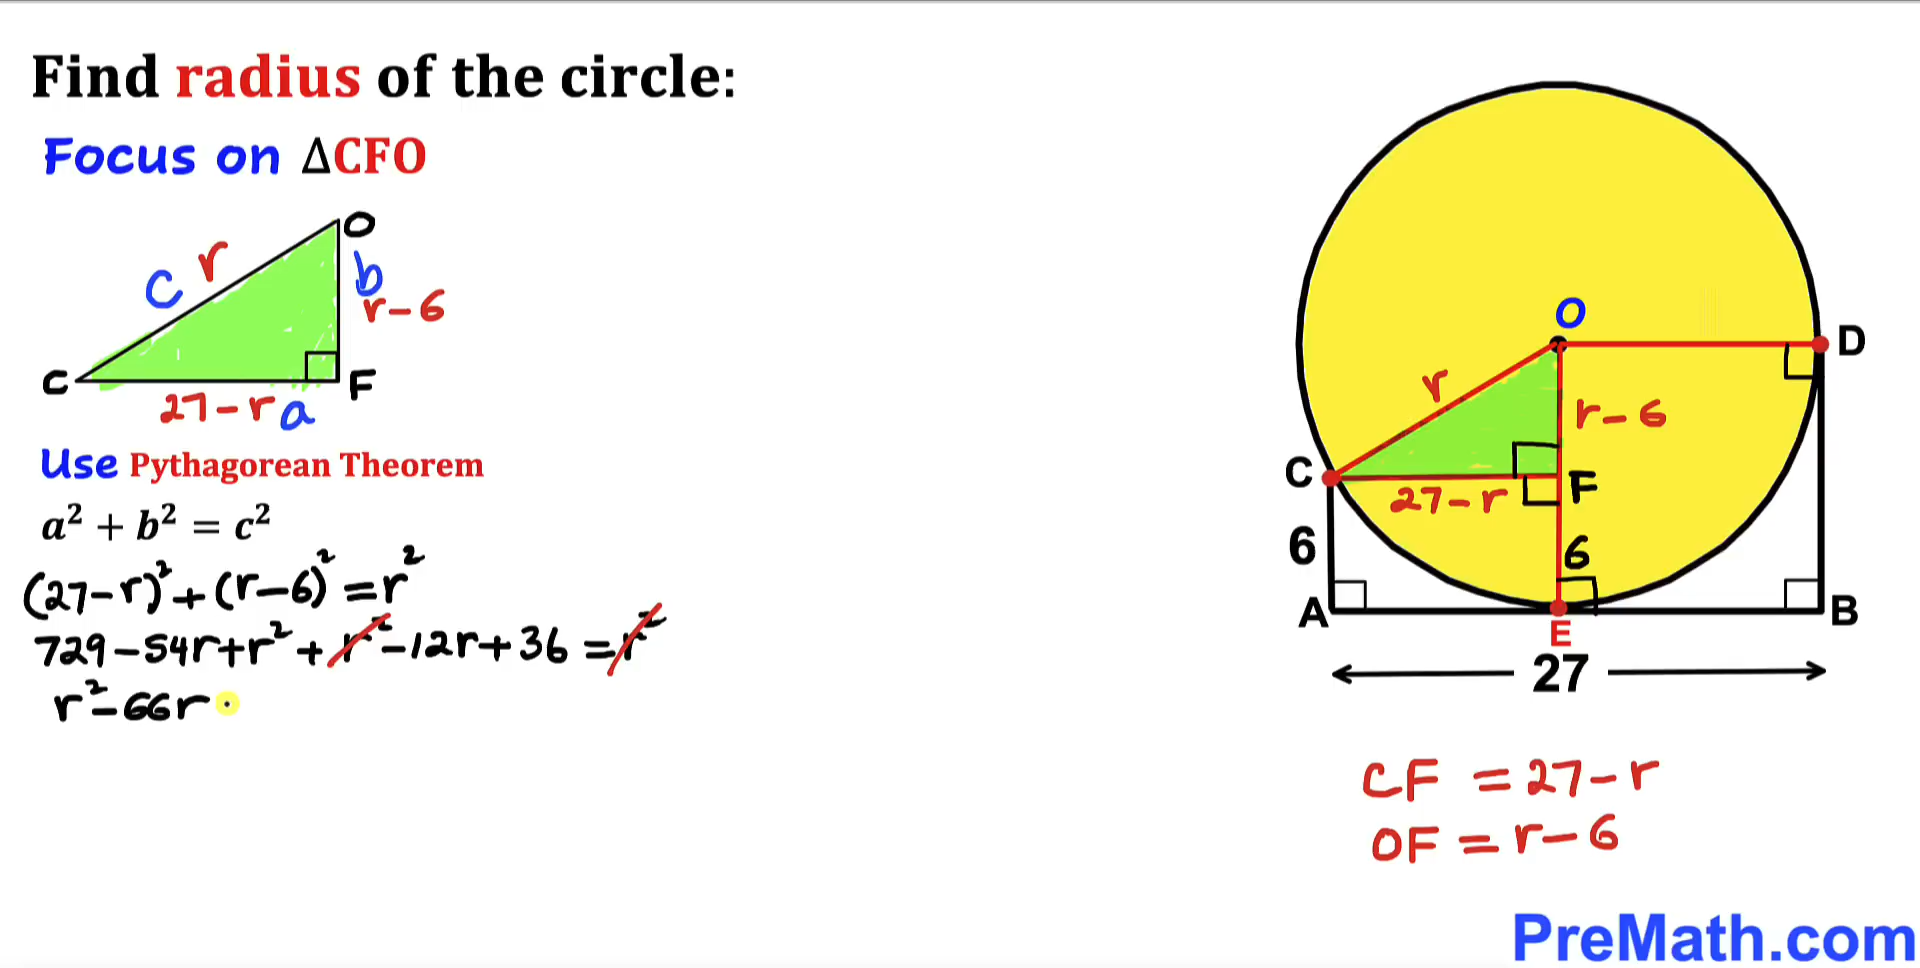 Find radius of the circle:
Focus on ΔCFO
O
c r
b
r-6
C
F
27-r a
Use Pythagorean Theorem
a² + b² = c²
(27-r)²+(r-6)²=r²
729-54r+r²+r²-12r+36=r²
r²-66r
O
D
r
r-6
C
F
27-r
6
6
A
B
E
27
CF = 27-r
OF = r-6
PreMath.com